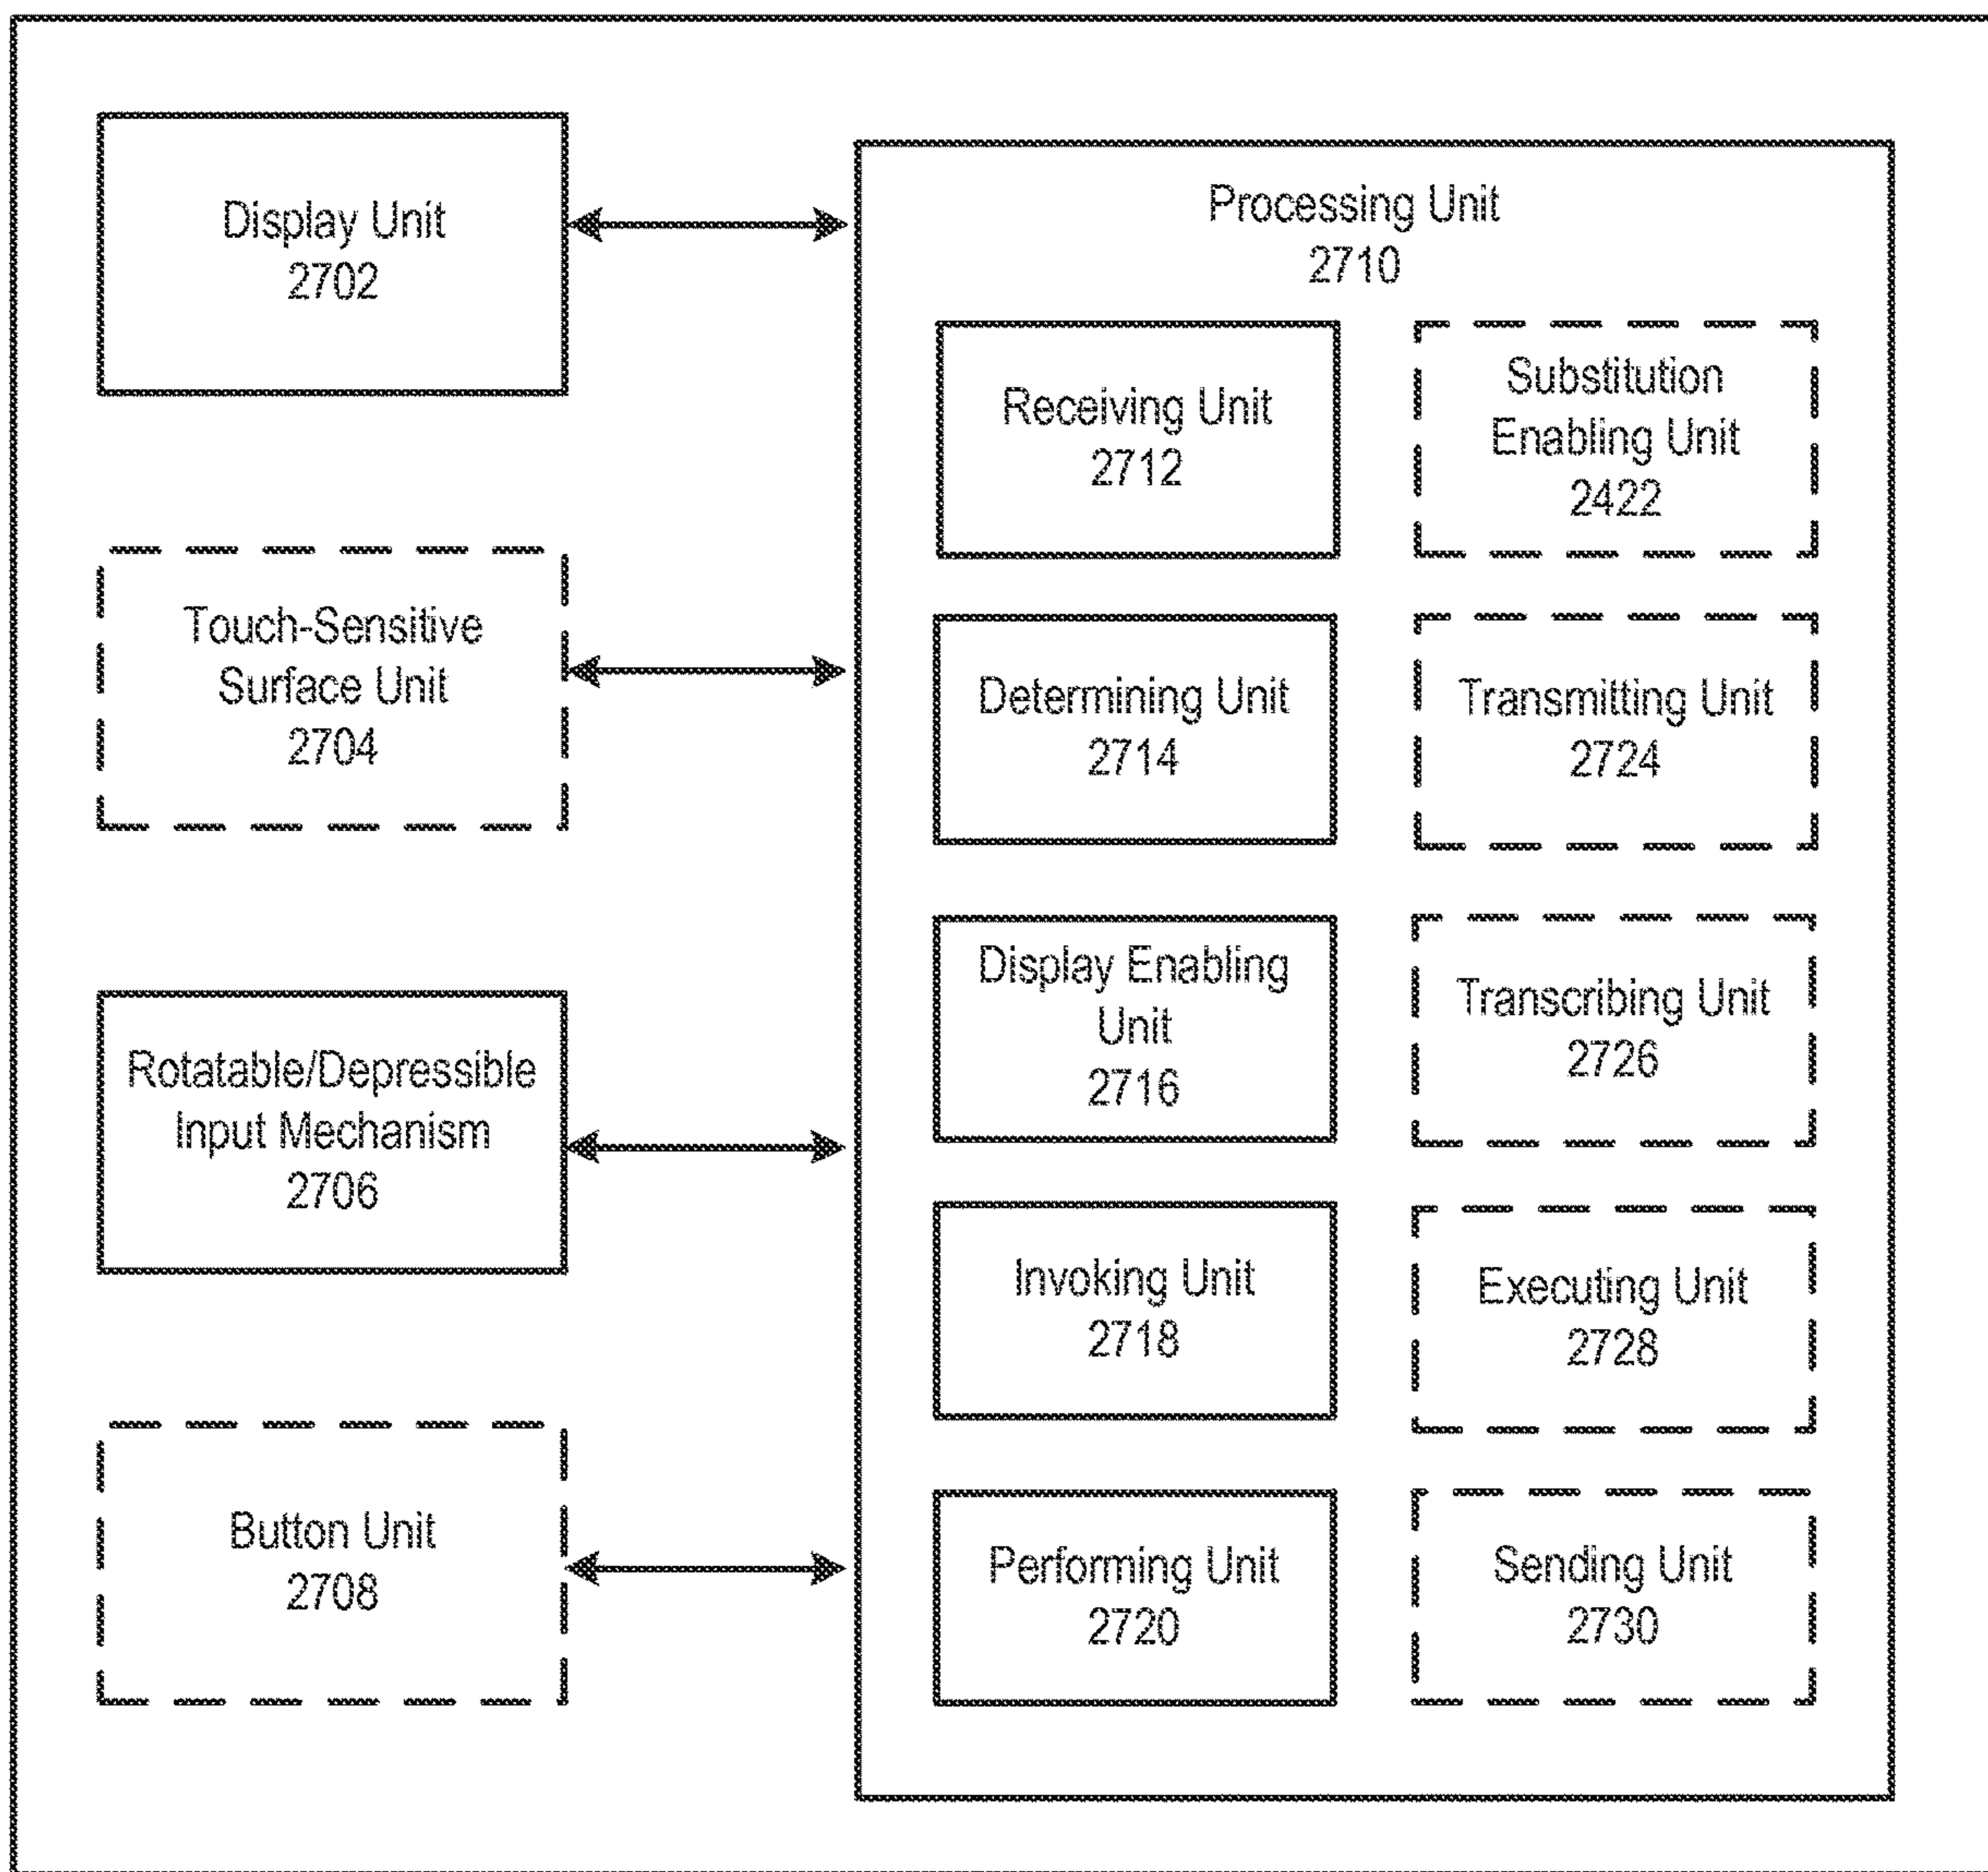 Display Unit
2702
Touch-Sensitive
Surface Unit
2704
Rotatable/Depressible
Input Mechanism
2706
Button Unit
2708
Processing Unit
2710
Receiving Unit
2712
Substitution
Enabling Unit
2422
Determining Unit
2714
Transmitting Unit
2724
Display Enabling
Unit
2716
Transcribing Unit
2726
Invoking Unit
2718
Executing Unit
2728
Performing Unit
2720
Sending Unit
2730